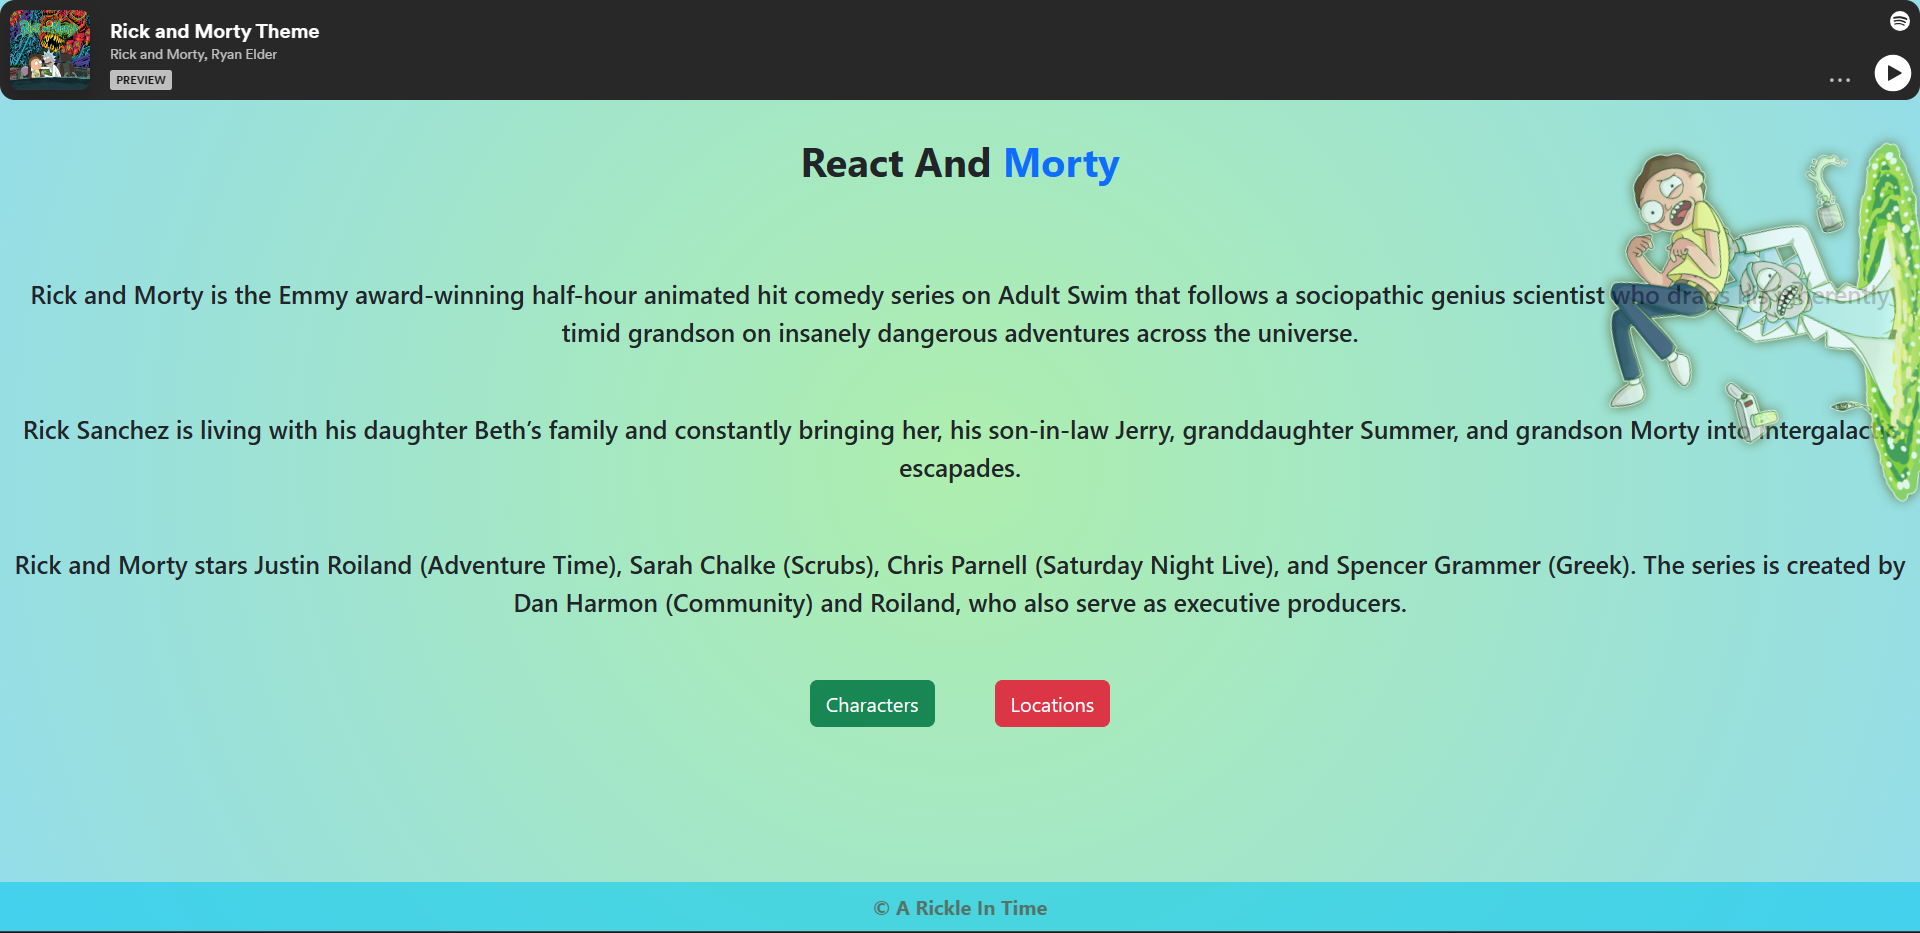 Rick and Morty Theme
Rick and Morty, Ryan Elder
PREVIEW
React And Morty
Rick and Morty is the Emmy award-winning half-hour animated hit comedy series on Adult Swim that follows a sociopathic genius scientist who drags his inherently
timid grandson on insanely dangerous adventures across the universe.
Rick Sanchez is living with his daughter Beth’s family and constantly bringing her, his son-in-law Jerry, granddaughter Summer, and grandson Morty into intergalactic
escapades.
Rick and Morty stars Justin Roiland (Adventure Time), Sarah Chalke (Scrubs), Chris Parnell (Saturday Night Live), and Spencer Grammer (Greek). The series is created by
Dan Harmon (Community) and Roiland, who also serve as executive producers.
Characters
Locations
© A Rickle In Time